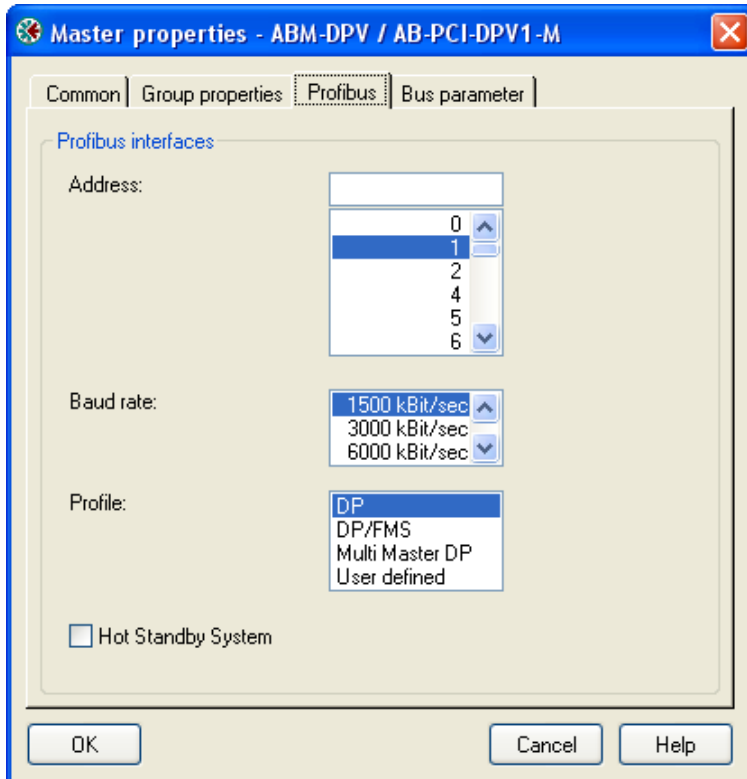 Master properties - ABM-DPV / AB-PCI-DPV1-M
Common Group properties Profibus Bus parameter
Profibus interfaces
Address:
0
1
2
4
5
6
Baud rate:
1500 kBit/sec
3000 kBit/sec
6000 kBit/sec
Profile:
DP
DP/FMS
Multi Master DP
User defined
Hot Standby System
OK Cancel Help